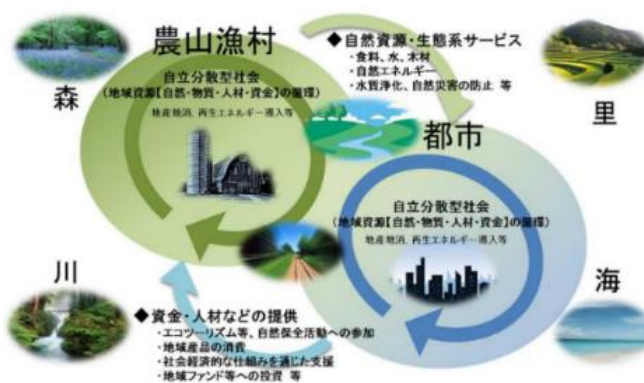 農山漁村
森
自立分散型社会
(地域資源【自然・物質・人材・資金】の循環)
地産地消、再生エネルギー導入等
◆自然資源・生態系サービス
・食料、水、木材
・自然エネルギー
・水質浄化、自然災害の防止 等
里
都市
自立分散型社会
(地域資源【自然・物質・人材・資金】の循環)
地産地消、再生エネルギー導入等
川
◆資金・人材などの提供
・エコツーリズム等、自然保全活動への参加
・地域産品の消費
・社会経済的な仕組みを通じた支援
・地域ファンド等への投資 等
海